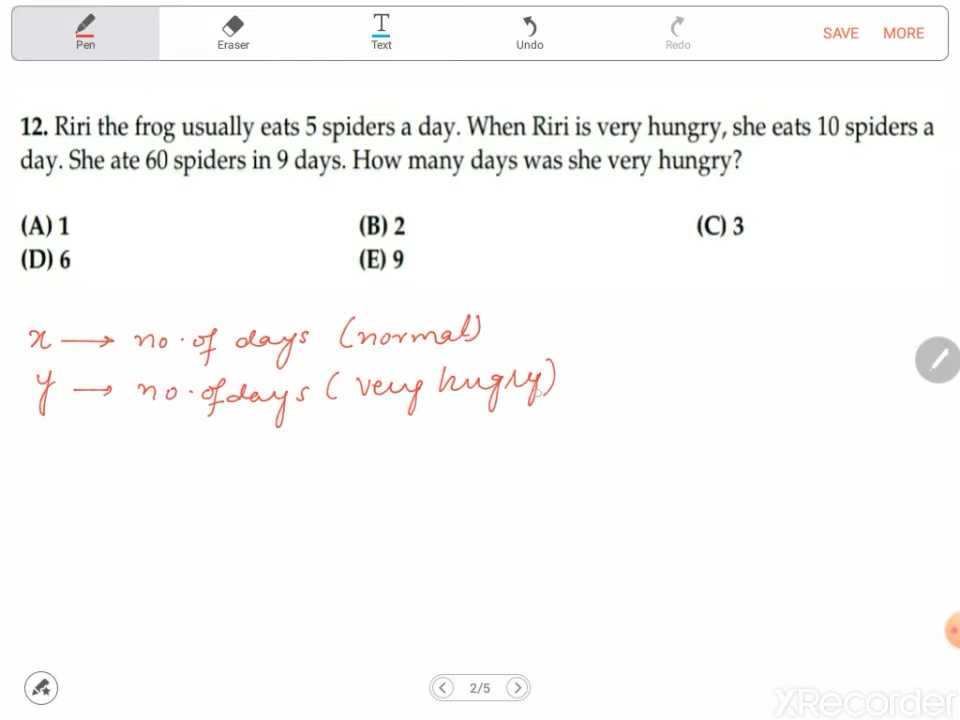 Pen Eraser Text Undo Redo SAVE MORE
12. Riri the frog usually eats 5 spiders a day. When Riri is very hungry, she eats 10 spiders a
day. She ate 60 spiders in 9 days. How many days was she very hungry?
(A) 1 (B) 2 (C) 3
(D) 6 (E) 9
x → no. of days (normal)
y → no. of days (very hugry)
2/5
XRecorder